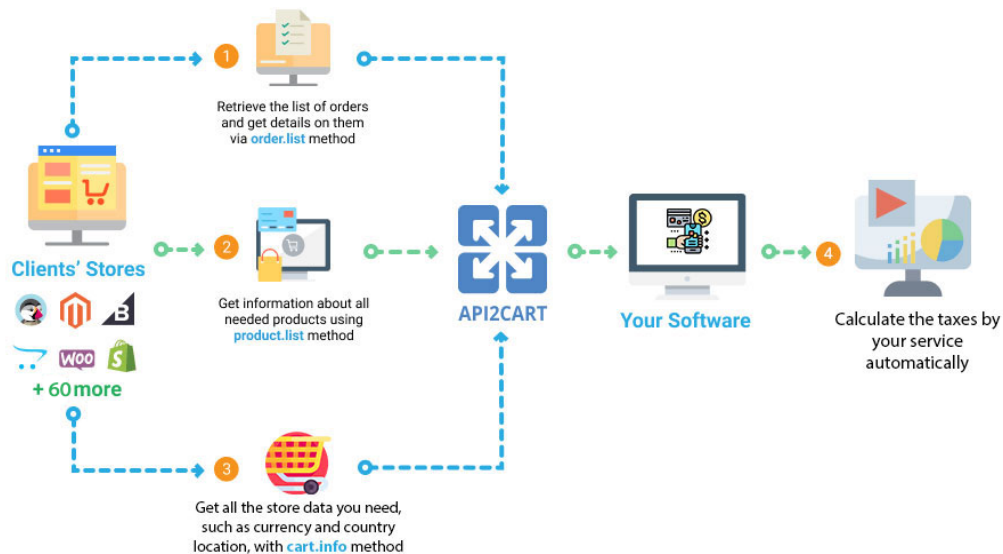 1
Retrieve the list of orders
and get details on them
via order.list method
Clients' Stores
B
WOO
+ 60 more
2
Get information about all
needed products using
product.list method
3
Get all the store data you need,
such as currency and country
location, with cart.info method
API2CART
$
Your Software
4
Calculate the taxes by
your service
automatically